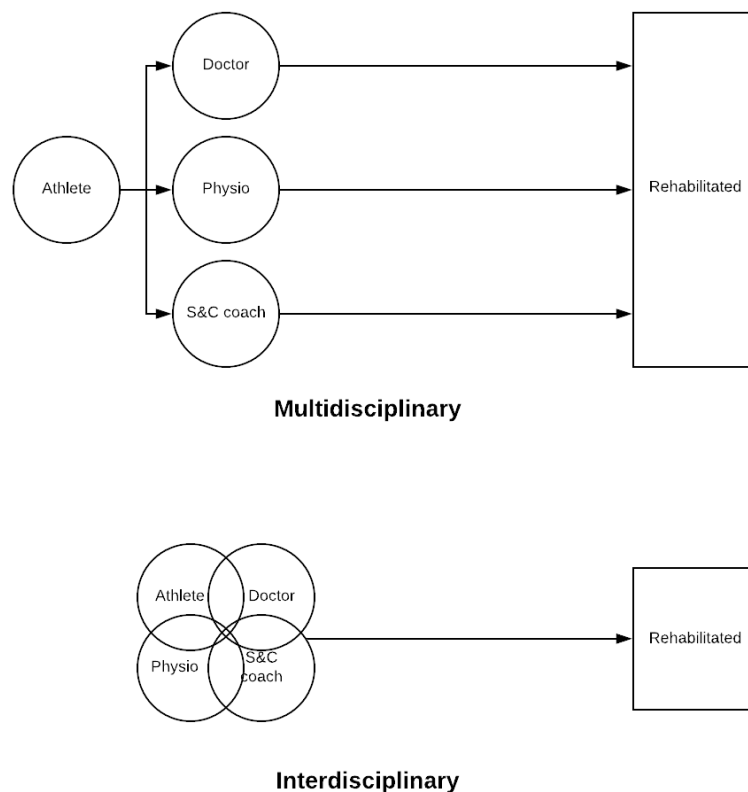 Doctor
Athlete
Physio
Rehabilitated
S&C coach
Multidisciplinary
Athlete
Doctor
Physio
S&C
coach
Rehabilitated
Interdisciplinary